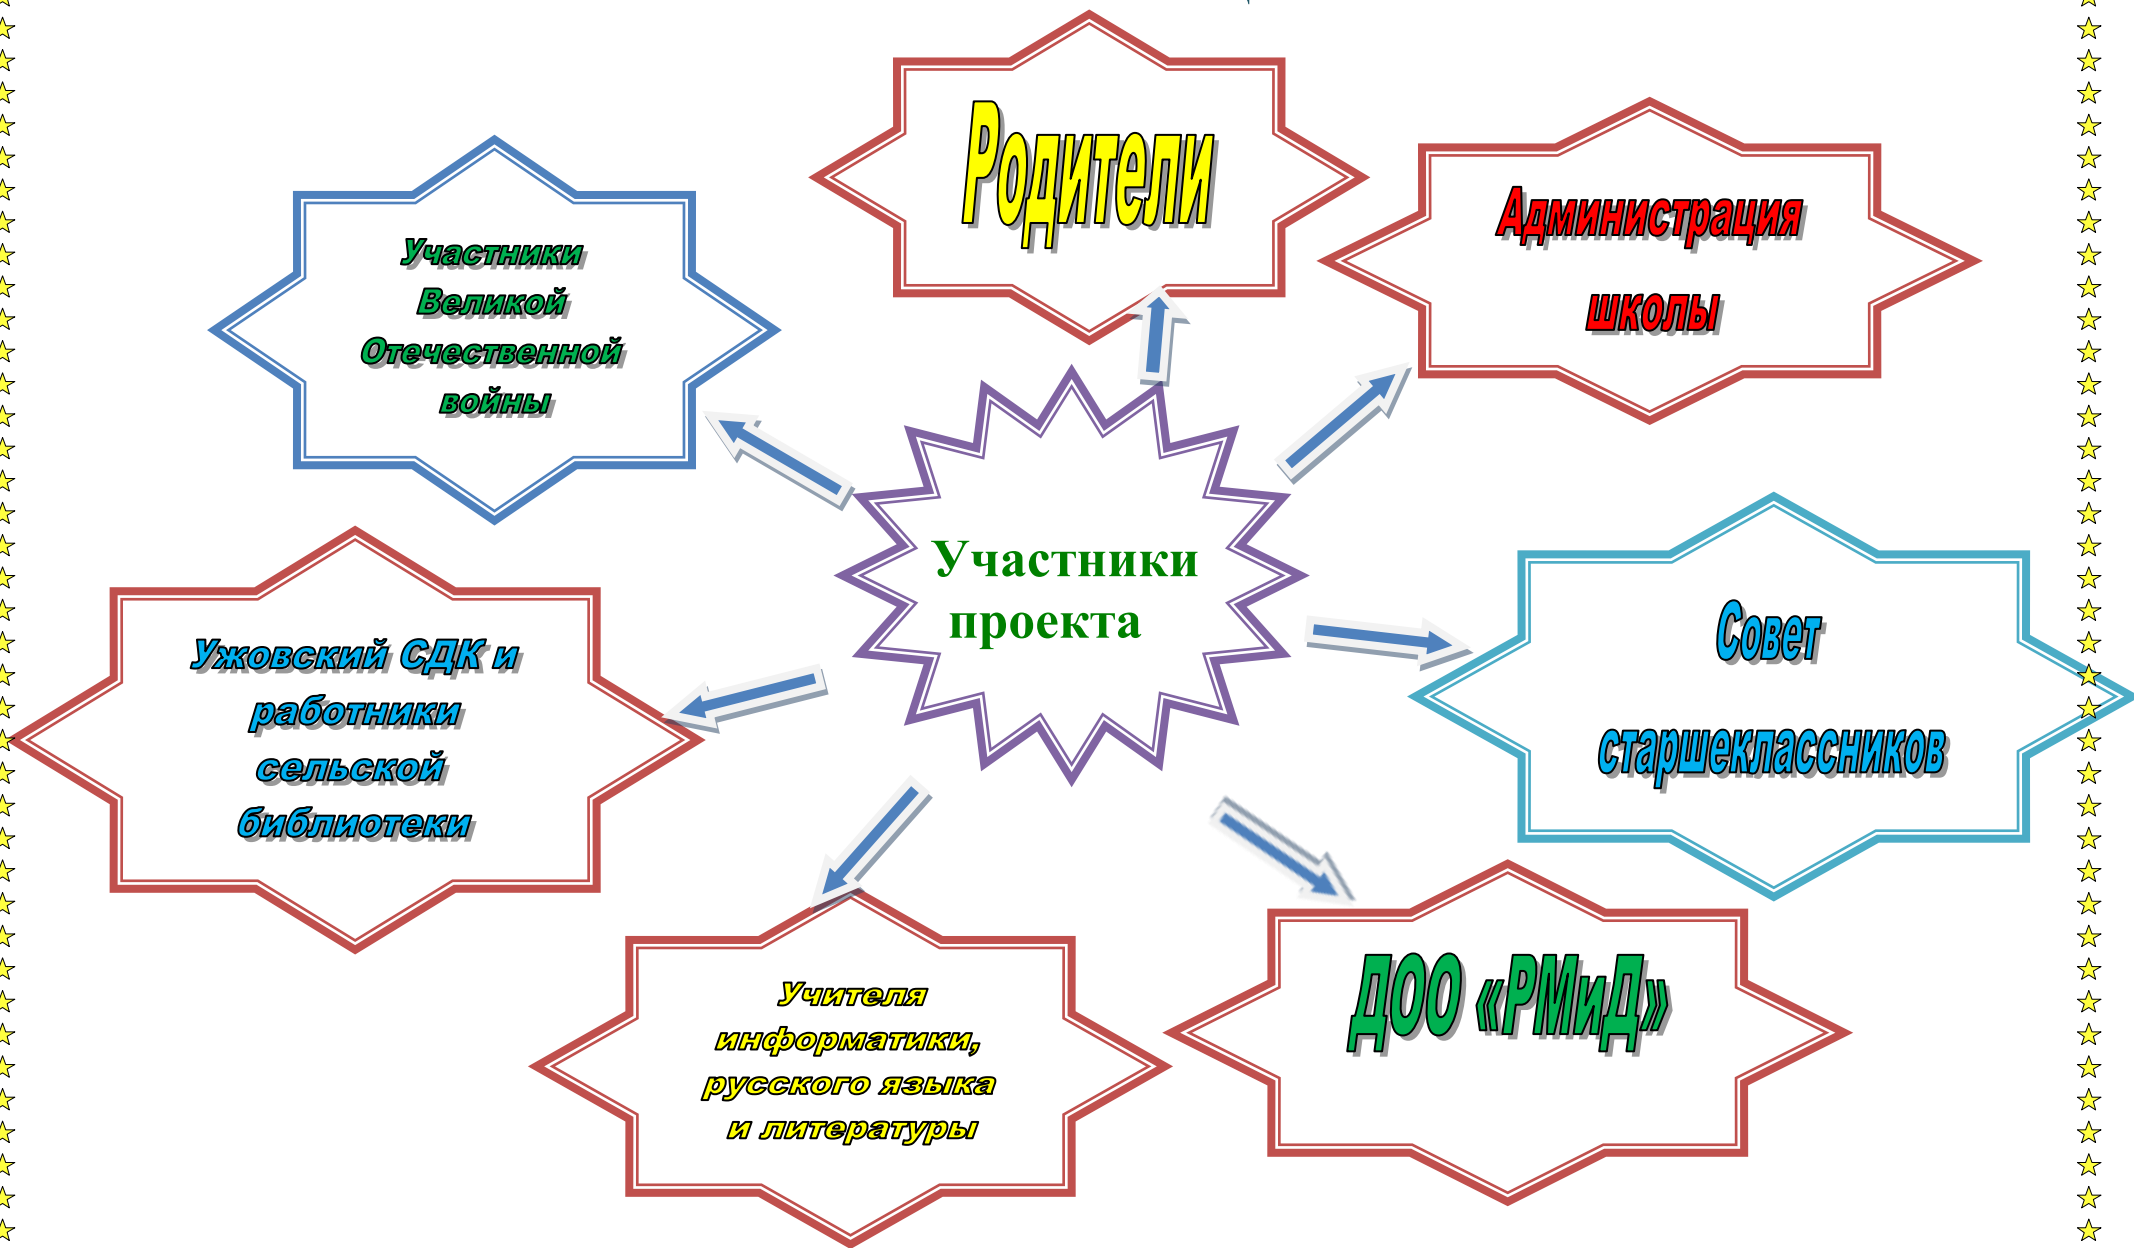 Родители
Администрация
школы
Участники
Великой
Отечественной
войны
Участники
проекта
Совет
старшеклассников
Ужовский СДК и
работники
сельской
библиотеки
ДОО «РМиД»
Учителя
информатики,
русского языка
и литературы